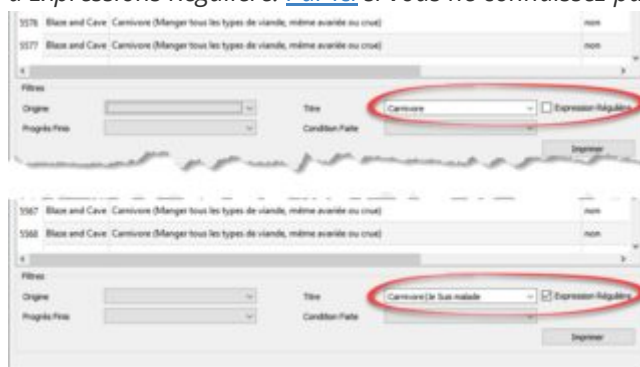 d'Expressions Régulière. Par ici si vous ne connaissez pa
5576 Blaze and Cave Carnivore (Manger tous les types de viande, même avariée ou crue) non
5577 Blaze and Cave Carnivore (Manger tous les types de viande, même avariée ou crue) non
Filtres
Origine Titre Carnivore Expression Régulière
Progrés Finis Condition Faite
Imprimer
5567 Blaze and Cave Carnivore (Manger tous les types de viande, même avariée ou crue) non
5568 Blaze and Cave Carnivore (Manger tous les types de viande, même avariée ou crue) non
Filtres
Origine Titre Carnivore|Je Suis malade Expression Régulière
Progrés Finis Condition Faite
Imprimer